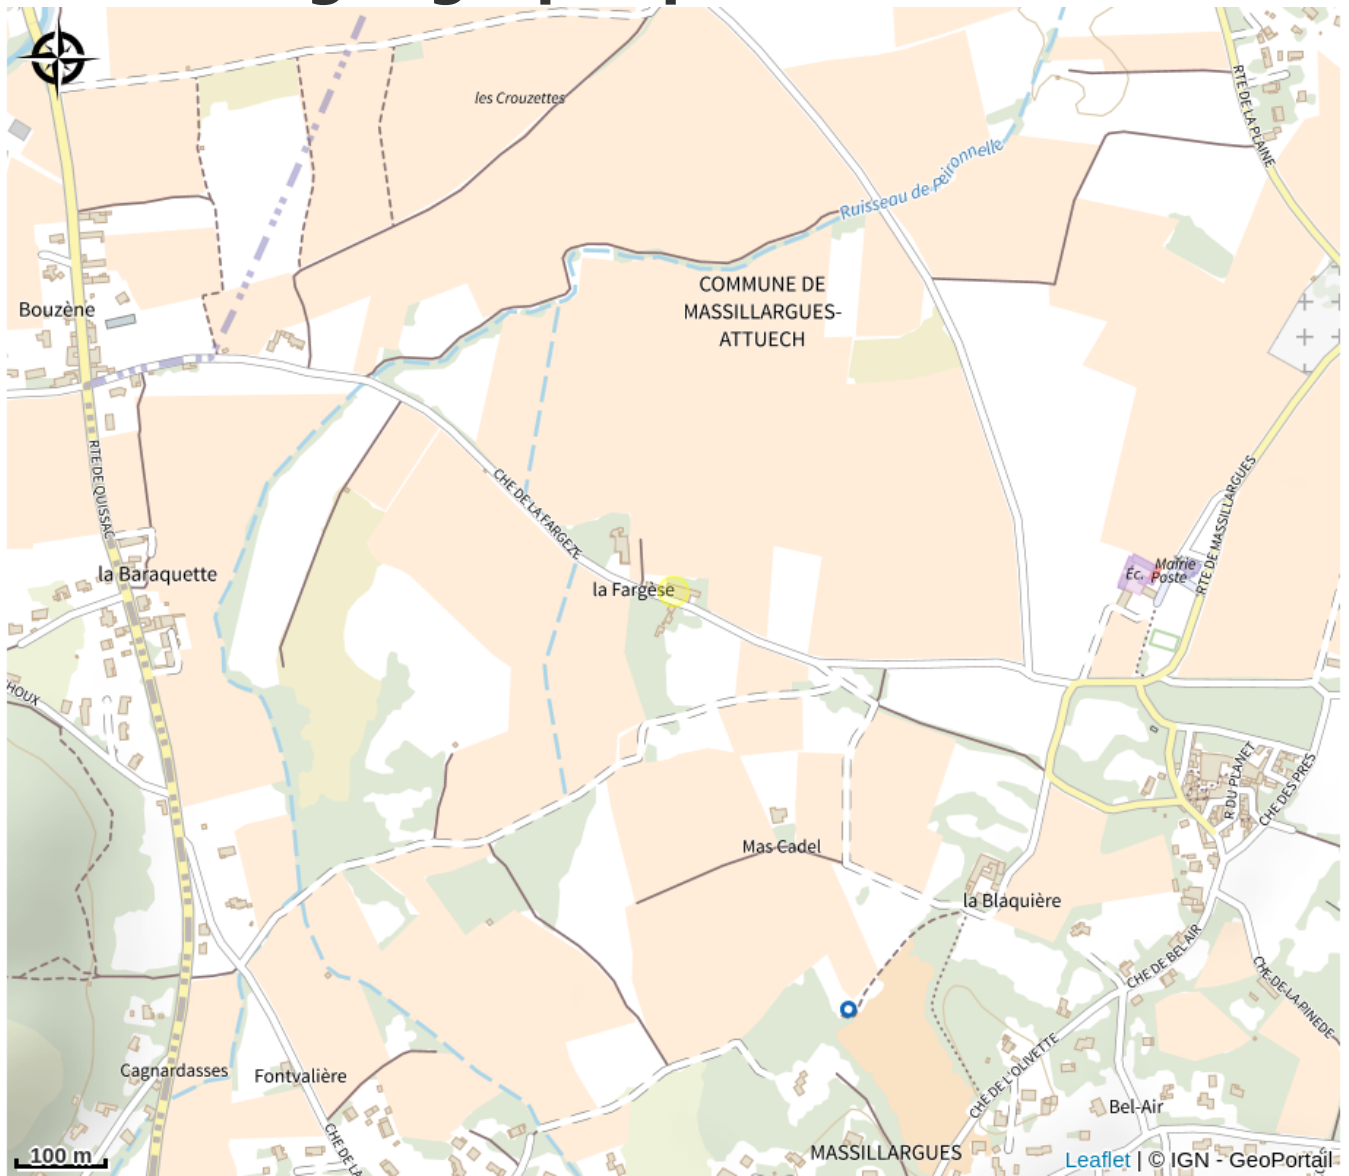 les Crouzettes
RTE DE LA PLAINE
Ruisseau de Peironnelle
COMMUNE DE
MASSILLARGUES-
ATTUECH
Bouzène
RTE DE QUISSAC
CHE DE LA FARGEZE
RTE DE MASSILLARGUES
la Baraquette
Éc.
Mairie
Poste
la Fargèse
HOUX
R DU PLANET
CHE DES PRES
Mas Cadel
la Blaquière
CHE DE BEL AIR
CHE DE LA PINEDE
Cagnardasses
Fontvalière
CHE DE L'OLIVETTE
Bel-Air
CHE DE LA
MASSILLARGUES
100 m
Leaflet | © IGN - GeoPortail